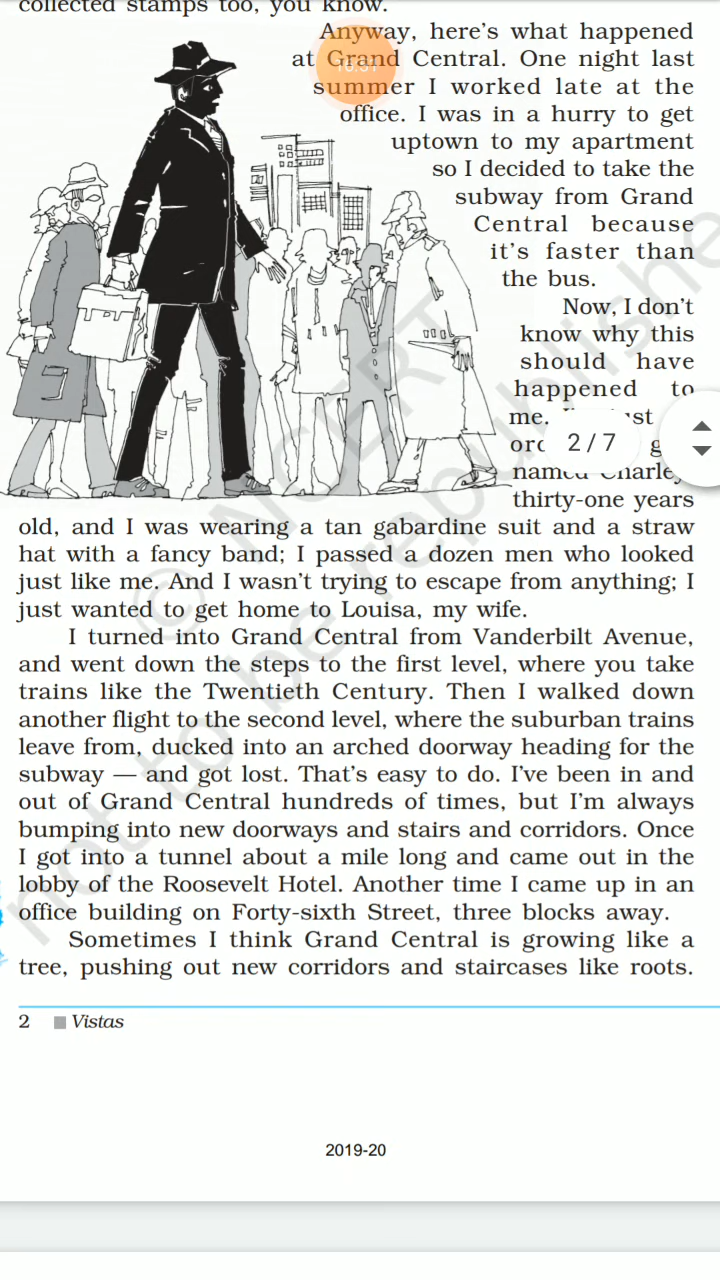 collected stamps too, you know.
Anyway, here's what happened
at Grand Central. One night last
summer I worked late at the
office. I was in a hurry to get
uptown to my apartment
so I decided to take the
subway from Grand
Central because
it's faster than
the bus.
Now, I don't
know why this
should have
happened to
me.
2/7
named Charley,
thirty-one years
old, and I was wearing a tan gabardine suit and a straw
hat with a fancy band; I passed a dozen men who looked
just like me. And I wasn't trying to escape from anything; I
just wanted to get home to Louisa, my wife.
I turned into Grand Central from Vanderbilt Avenue,
and went down the steps to the first level, where you take
trains like the Twentieth Century. Then I walked down
another flight to the second level, where the suburban trains
leave from, ducked into an arched doorway heading for the
subway — and got lost. That's easy to do. I've been in and
out of Grand Central hundreds of times, but I'm always
bumping into new doorways and stairs and corridors. Once
I got into a tunnel about a mile long and came out in the
lobby of the Roosevelt Hotel. Another time I came up in an
office building on Forty-sixth Street, three blocks away.
Sometimes I think Grand Central is growing like a
tree, pushing out new corridors and staircases like roots.
© NCERT
not to be republished
2 Vistas
2019-20